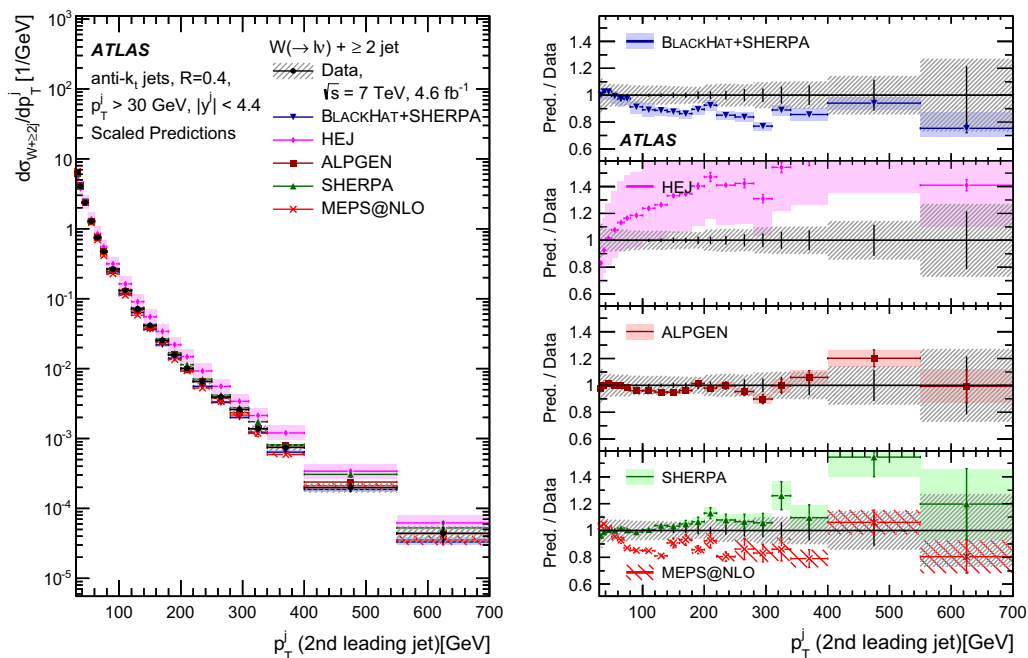 dσ_W+≥2j/dp_T^j [1/GeV]
10³
10²
10
1
10⁻¹
10⁻²
10⁻³
10⁻⁴
10⁻⁵
ATLAS
anti-k_t jets, R=0.4,
p_T^j > 30 GeV, |y^j| < 4.4
Scaled Predictions
W(→ lν) + ≥ 2 jet
Data,
√s = 7 TeV, 4.6 fb⁻¹
BLACKHAT+SHERPA
HEJ
ALPGEN
SHERPA
MEPS@NLO
100 200 300 400 500 600 700
p_T^j (2nd leading jet)[GeV]
Pred. / Data
1.4
1.2
1
0.8
0.6
BLACKHAT+SHERPA
ATLAS
Pred. / Data
1.4
1.2
1
0.8
0.6
HEJ
Pred. / Data
1.4
1.2
1
0.8
0.6
ALPGEN
Pred. / Data
1.4
1.2
1
0.8
0.6
SHERPA
MEPS@NLO
100 200 300 400 500 600 700
p_T^j (2nd leading jet)[GeV]